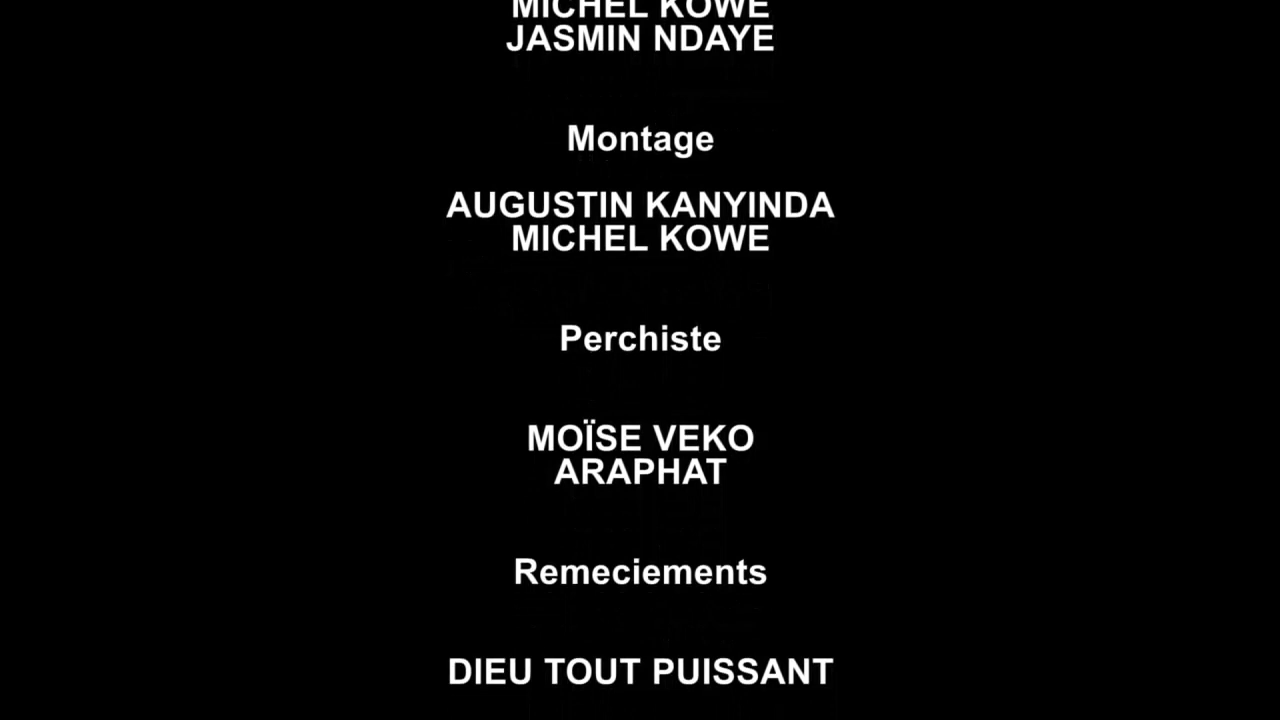 MICHEL KOWE
JASMIN NDAYE
Montage
AUGUSTIN KANYINDA
MICHEL KOWE
Perchiste
MOÏSE VEKO
ARAPHAT
Remeciements
DIEU TOUT PUISSANT